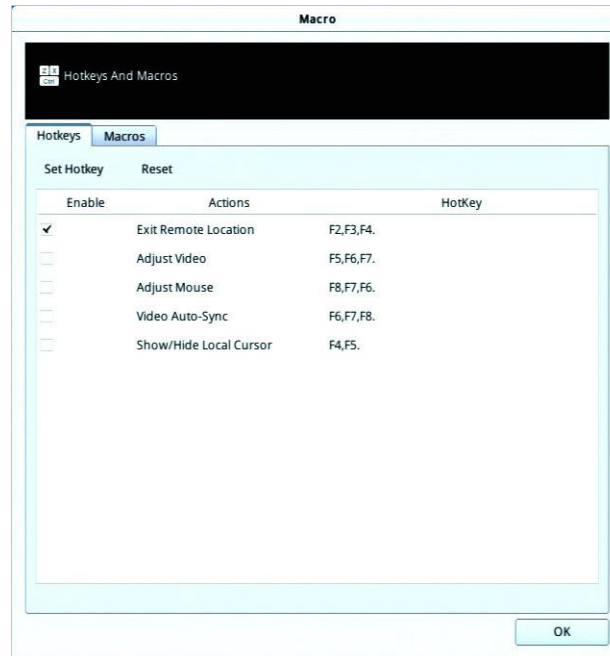 Macro
Z X
Ctrl
Hotkeys And Macros
Hotkeys Macros
Set Hotkey Reset
Enable Actions HotKey
Exit Remote Location F2,F3,F4.
Adjust Video F5,F6,F7.
Adjust Mouse F8,F7,F6.
Video Auto-Sync F6,F7,F8.
Show/Hide Local Cursor F4,F5.
OK